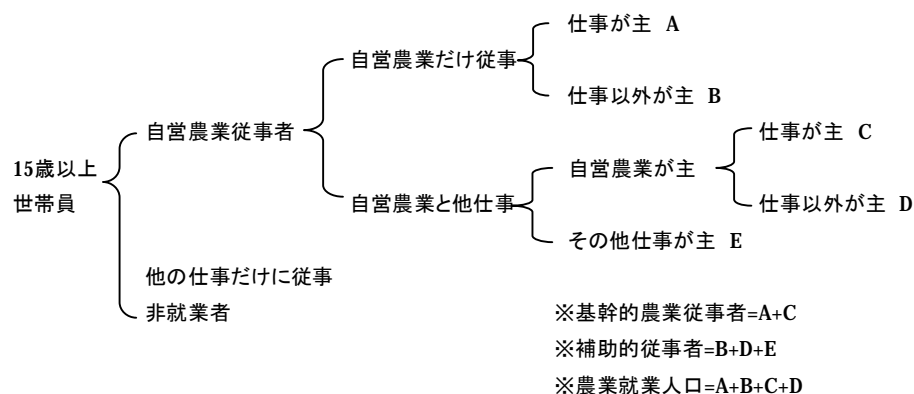 仕事が主 A
自営農業だけ従事
仕事以外が主 B
自営農業従事者
仕事が主 C
15歳以上
世帯員
自営農業が主
自営農業と他仕事
仕事以外が主 D
その他仕事が主 E
他の仕事だけに従事
非就業者
※基幹的農業従事者=A+C
※補助的従事者=B+D+E
※農業就業人口=A+B+C+D